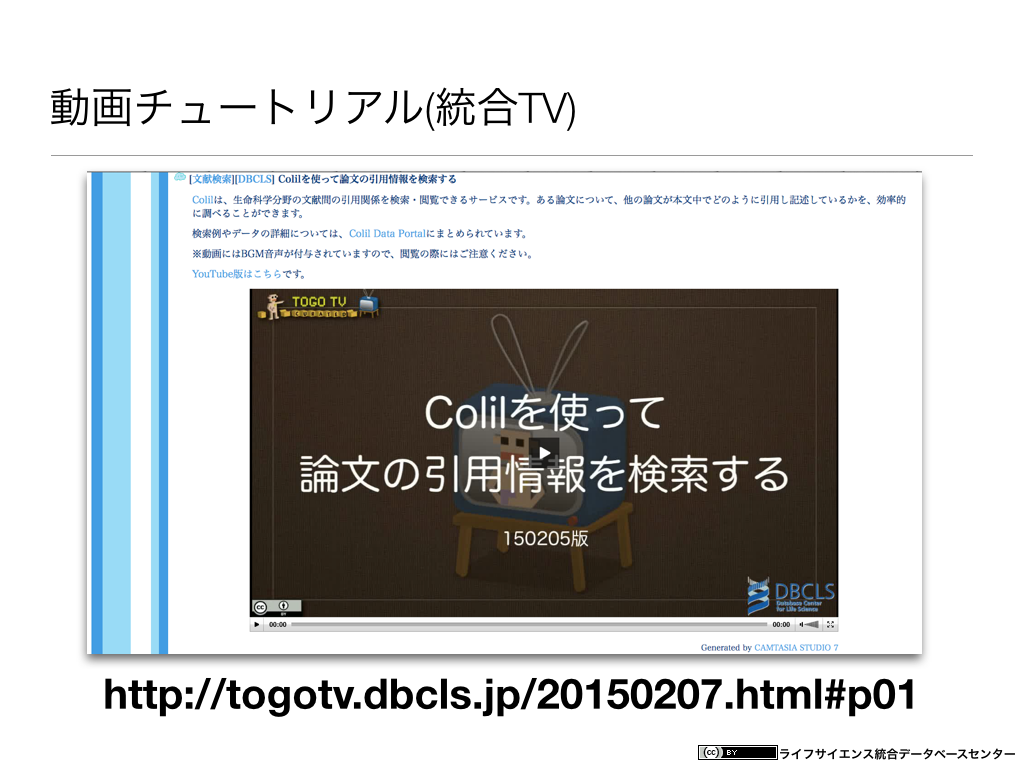 動画チュートリアル(統合TV)
[文献検索][DBCLS] Colilを使って論文の引用情報を検索する
Colilは、生命科学分野の文献間の引用関係を検索・閲覧できるサービスです。ある論文について、他の論文が本文中でどのように引用し記述しているかを、効率的
に調べることができます。
検索例やデータの詳細については、Colil Data Portalにまとめられています。
※動画にはBGM音声が付与されていますので、閲覧の際にはご注意ください。
YouTube版はこちらです。
TOGO TV
Colilを使って
論文の引用情報を検索する
150205版
DBCLS
Database Center
for Life Science
cc
BY
00:00
00:00
Generated by CAMTASIA STUDIO 7
http://togotv.dbcls.jp/20150207.html#p01
(cc) BY ライフサイエンス統合データベースセンター